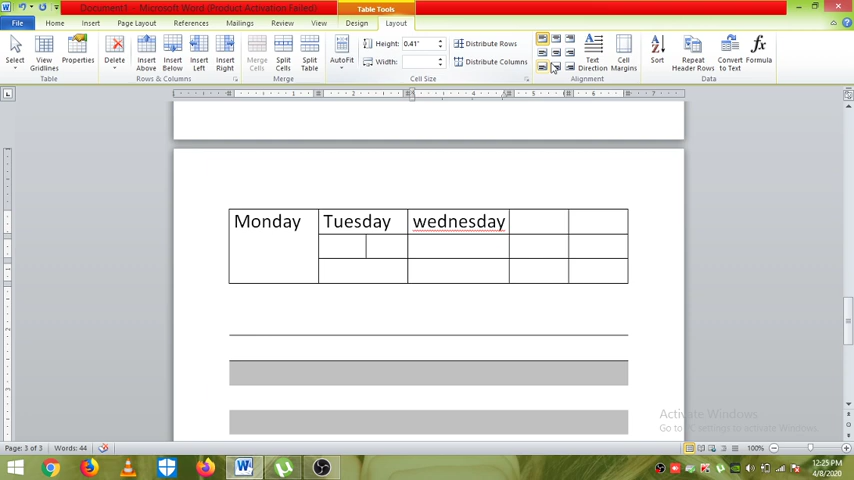 Document1 - Microsoft Word (Product Activation Failed)
Table Tools
File Home Insert Page Layout References Mailings Review View Design Layout
Select
View Gridlines
Properties
Delete
Insert Above
Insert Below
Insert Left
Insert Right
Merge Cells
Split Cells
Split Table
AutoFit
Height: 0.41"
Width:
Distribute Rows
Distribute Columns
Text Direction
Cell Margins
Sort
Repeat Header Rows
Convert to Text
Formula
Table
Rows & Columns
Merge
Cell Size
Alignment
Data
Monday Tuesday wednesday
Activate Windows
Go to PC settings to activate Windows.
Page: 3 of 3 Words: 44
100%
12:25 PM
4/8/2020